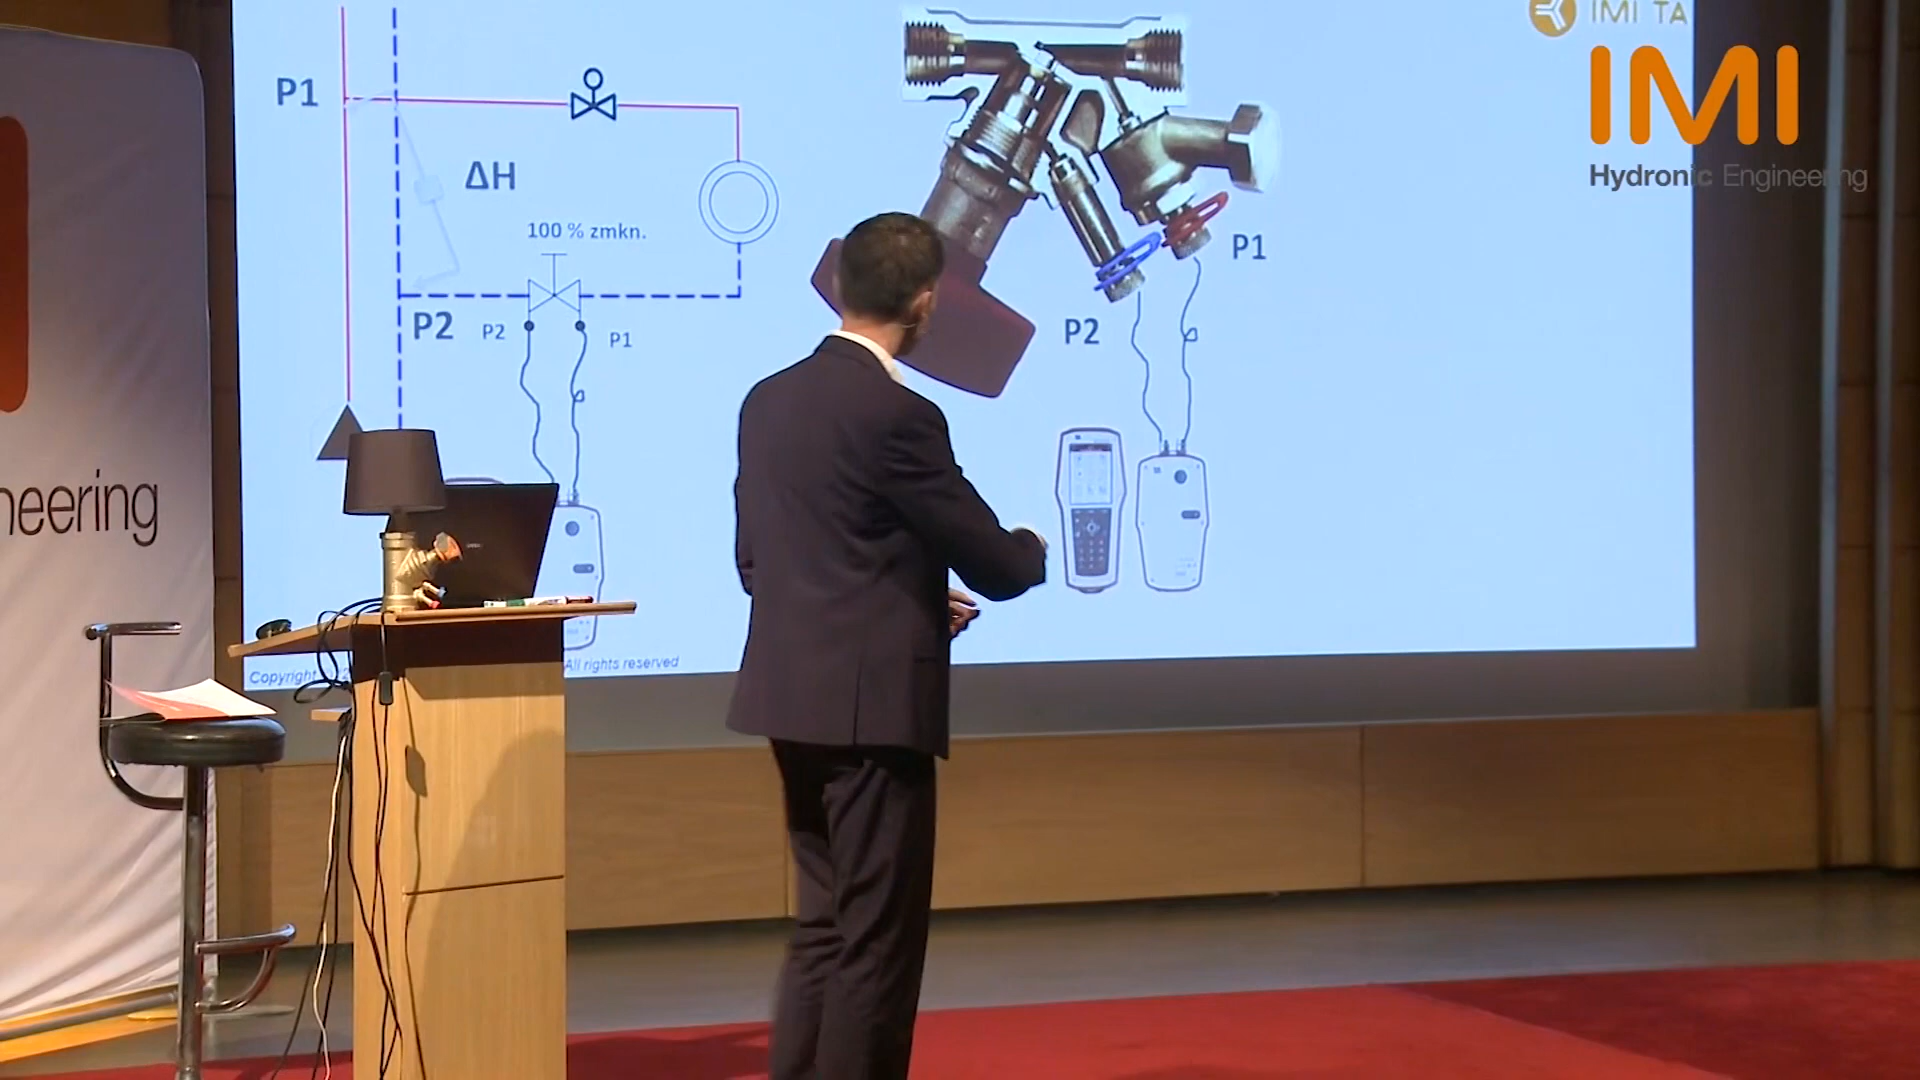 IMI TA
IMI
Hydronic Engineering
P1
ΔH
100 % zmkn.
P2
P2
P1
P1
P2
neering
Copyright
All rights reserved